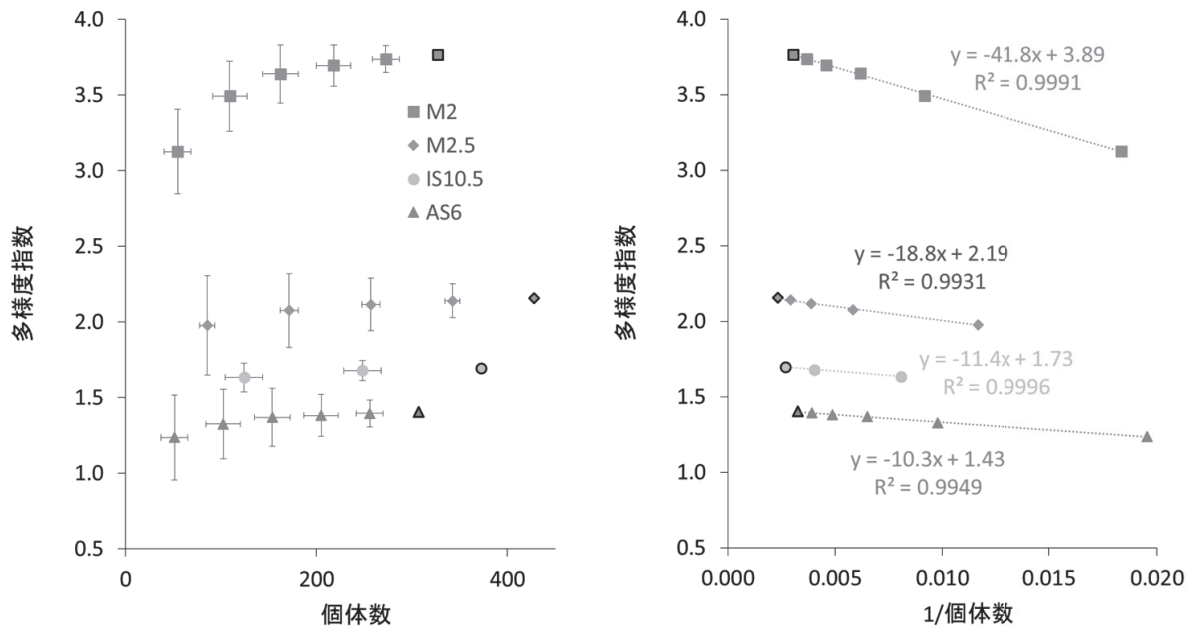 4.0
3.5
3.0
2.5
2.0
1.5
1.0
0.5
多様度指数
0
200
400
個体数
M2
M2.5
IS10.5
AS6
4.0
3.5
3.0
2.5
2.0
1.5
1.0
0.5
多様度指数
y = -41.8x + 3.89
R² = 0.9991
y = -18.8x + 2.19
R² = 0.9931
y = -11.4x + 1.73
R² = 0.9996
y = -10.3x + 1.43
R² = 0.9949
0.000
0.005
0.010
0.015
0.020
1/個体数